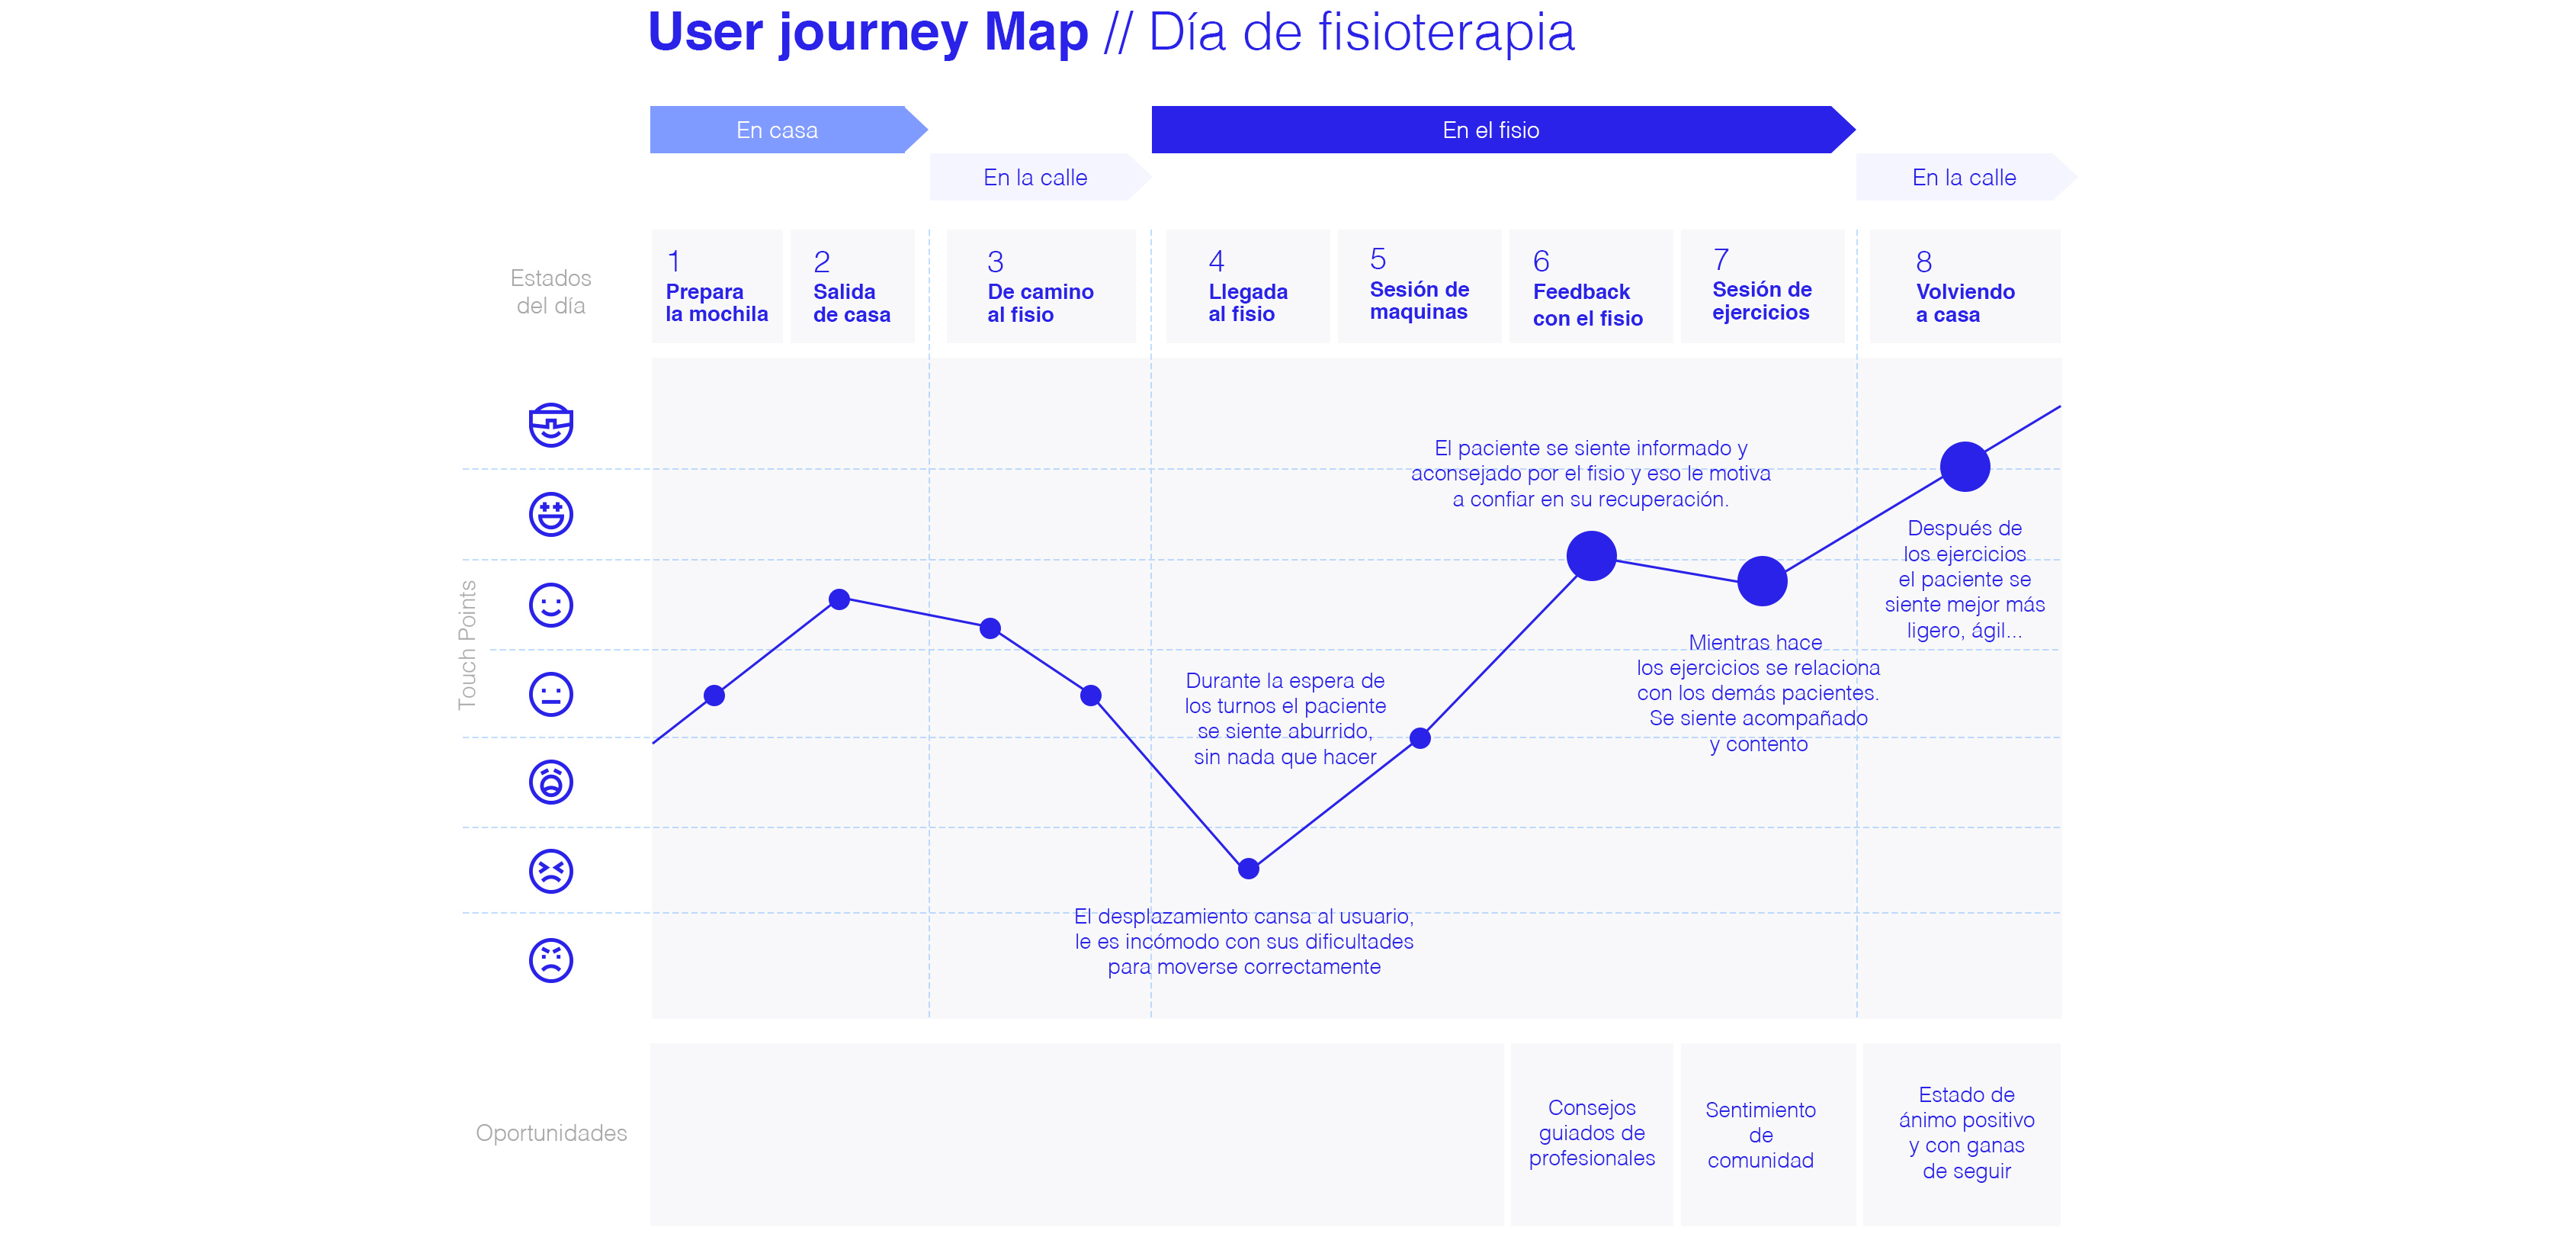 User journey Map // Día de fisioterapia
En casa
En el fisio
En la calle
En la calle
Estados
del día
1
Prepara
la mochila
2
Salida
de casa
3
De camino
al fisio
4
Llegada
al fisio
5
Sesión de
maquinas
6
Feedback
con el fisio
7
Sesión de
ejercicios
8
Volviendo
a casa
Touch Points
El paciente se siente informado y
aconsejado por el fisio y eso le motiva
a confiar en su recuperación.
Después de
los ejercicios
el paciente se
siente mejor más
ligero, ágil...
Mientras hace
los ejercicios se relaciona
con los demás pacientes.
Se siente acompañado
y contento
Durante la espera de
los turnos el paciente
se siente aburrido,
sin nada que hacer
El desplazamiento cansa al usuario,
le es incómodo con sus dificultades
para moverse correctamente
Oportunidades
Consejos
guiados de
profesionales
Sentimiento
de
comunidad
Estado de
ánimo positivo
y con ganas
de seguir